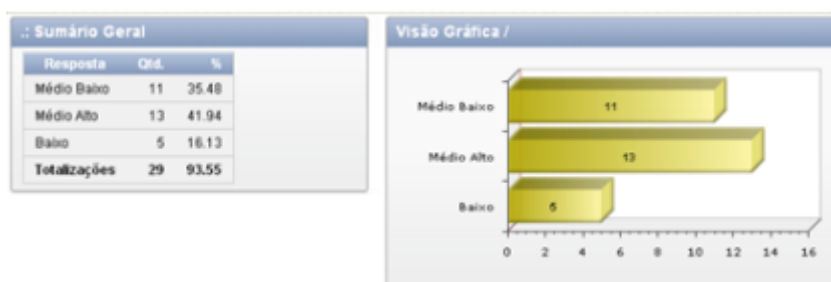 .: Sumário Geral
Resposta Qtd. %
Médio Baixo 11 35.48
Médio Alto 13 41.94
Baixo 5 16.13
Totalizações 29 93.55
Visão Gráfica /
Médio Baixo 11
Médio Alto 13
Baixo 5
0 2 4 6 8 10 12 14 16